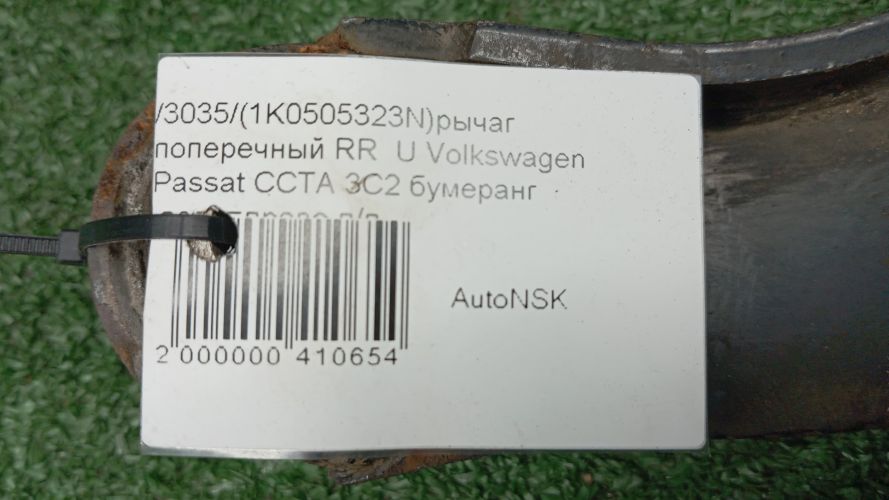 /3035/(1K0505323N)рычаг
поперечный RR U Volkswagen
Passat CCTA 3C2 бумеранг
AutoNSK
2 000000 410654